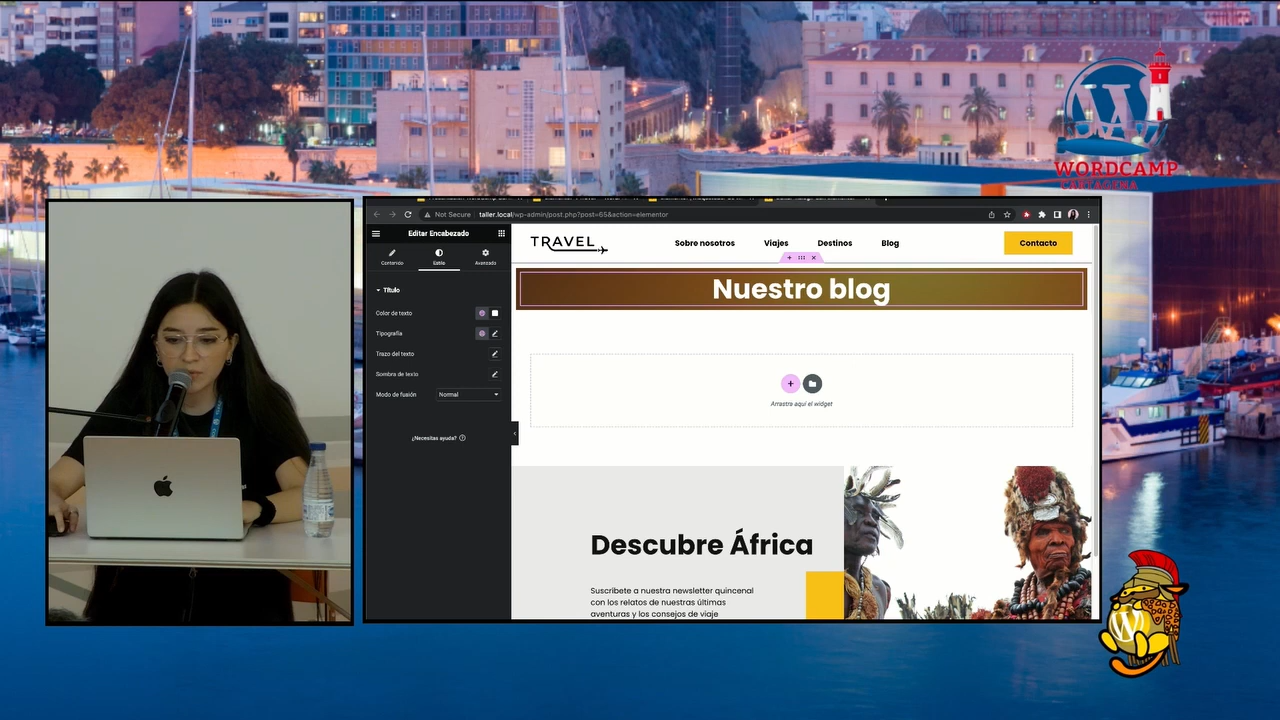 WORDCAMP
CARTAGENA
Not Secure
taller.local/wp-admin/post.php?post=65&action=elementor
Editar Encabezado
Contenido
Estilo
Avanzado
Título
Color de texto
Tipografía
Trazo del texto
Sombra de texto
Modo de fusión
Normal
¿Necesitas ayuda?
TRAVEL
Sobre nosotros
Viajes
Destinos
Blog
Contacto
Nuestro blog
Arrastra aquí el widget
Descubre África
Suscríbete a nuestra newsletter quincenal
con los relatos de nuestras últimas
aventuras y los consejos de viaje